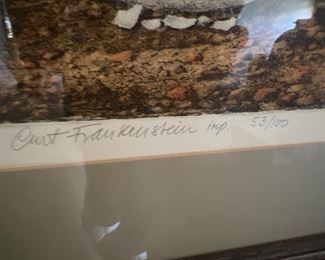 Curt Frankenstein imp. 53/100